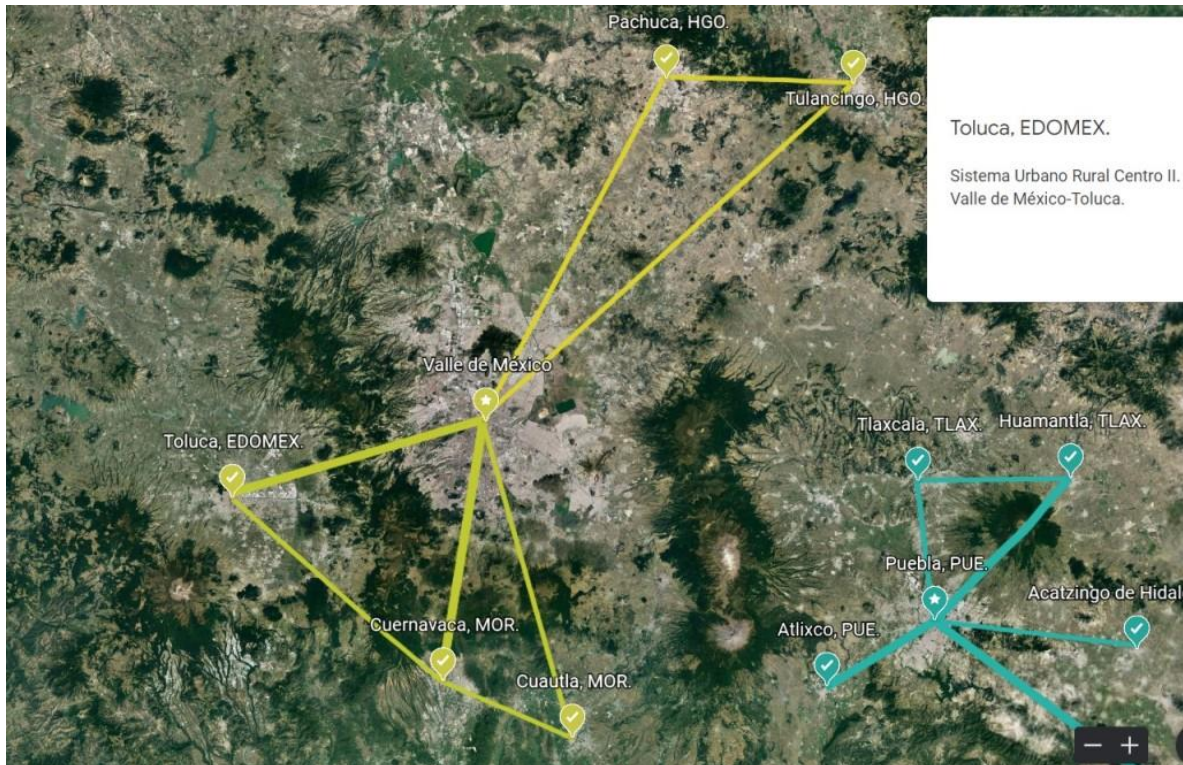 Pachuca, HGO.
Tulancingo, HGO.
Toluca, EDOMEX.
Sistema Urbano Rural Centro II.
Valle de México-Toluca.
Valle de México
Toluca, EDOMEX.
Tlaxcala, TLAX.
Huamantla, TLAX.
Puebla, PUE.
Acatzingo de Hidal
Atlixco, PUE.
Cuernavaca, MOR.
Cuautla, MOR.